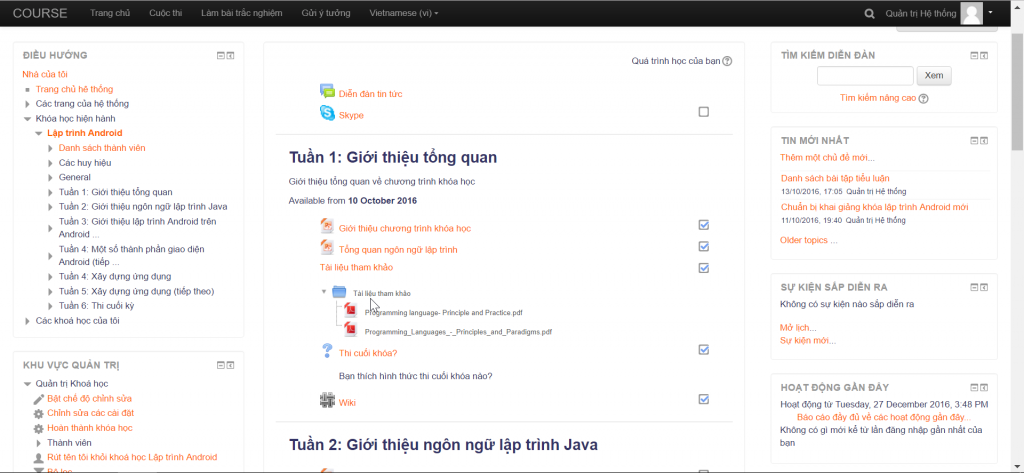 COURSE Trang chủ Cuộc thi Làm bài trắc nghiệm Gửi ý tưởng Vietnamese (vi) Quản trị Hệ thống
ĐIỀU HƯỚNG
Nhà của tôi
Trang chủ hệ thống
Các trang của hệ thống
Khóa học hiện hành
Lập trình Android
Danh sách thành viên
Các huy hiệu
General
Tuần 1: Giới thiệu tổng quan
Tuần 2: Giới thiệu ngôn ngữ lập trình Java
Tuần 3: Giới thiệu lập trình Android trên
Android ...
Tuần 4: Một số thành phần giao diện
Android (tiếp ...
Tuần 4: Xây dựng ứng dụng
Tuần 5: Xây dựng ứng dụng (tiếp theo)
Tuần 6: Thi cuối kỳ
Các khoá học của tôi
KHU VỰC QUẢN TRỊ
Quản trị Khoá học
Bật chế độ chỉnh sửa
Chỉnh sửa các cài đặt
Hoàn thành khóa học
Thành viên
Rút tên tôi khỏi khoá học Lập trình Android
Bộ lọc
Quá trình học của bạn
Diễn đàn tin tức
Skype
Tuần 1: Giới thiệu tổng quan
Giới thiệu tổng quan về chương trình khóa học
Available from 10 October 2016
Giới thiệu chương trình khóa học
Tổng quan ngôn ngữ lập trình
Tài liệu tham khảo
Tài liệu tham khảo
Programming language- Principle and Practice.pdf
Programming_Languages_-_Principles_and_Paradigms.pdf
Thi cuối khóa?
Bạn thích hình thức thi cuối khóa nào?
Wiki
Tuần 2: Giới thiệu ngôn ngữ lập trình Java
TÌM KIẾM DIỄN ĐÀN
Xem
Tìm kiếm nâng cao
TIN MỚI NHẤT
Thêm một chủ đề mới...
Danh sách bài tập tiểu luận
13/10/2016, 17:05 Quản trị Hệ thống
Chuẩn bị khai giảng khóa lập trình Android mới
11/10/2016, 19:40 Quản trị Hệ thống
Older topics ...
SỰ KIỆN SẮP DIỄN RA
Không có sự kiện nào sắp diễn ra
Mở lịch...
Sự kiện mới...
HOẠT ĐỘNG GẦN ĐÂY
Hoạt động từ Tuesday, 27 December 2016, 3:48 PM
Báo cáo đầy đủ về các hoạt động gần đây...
Không có gì mới kể từ lần đăng nhập gần nhất của
bạn